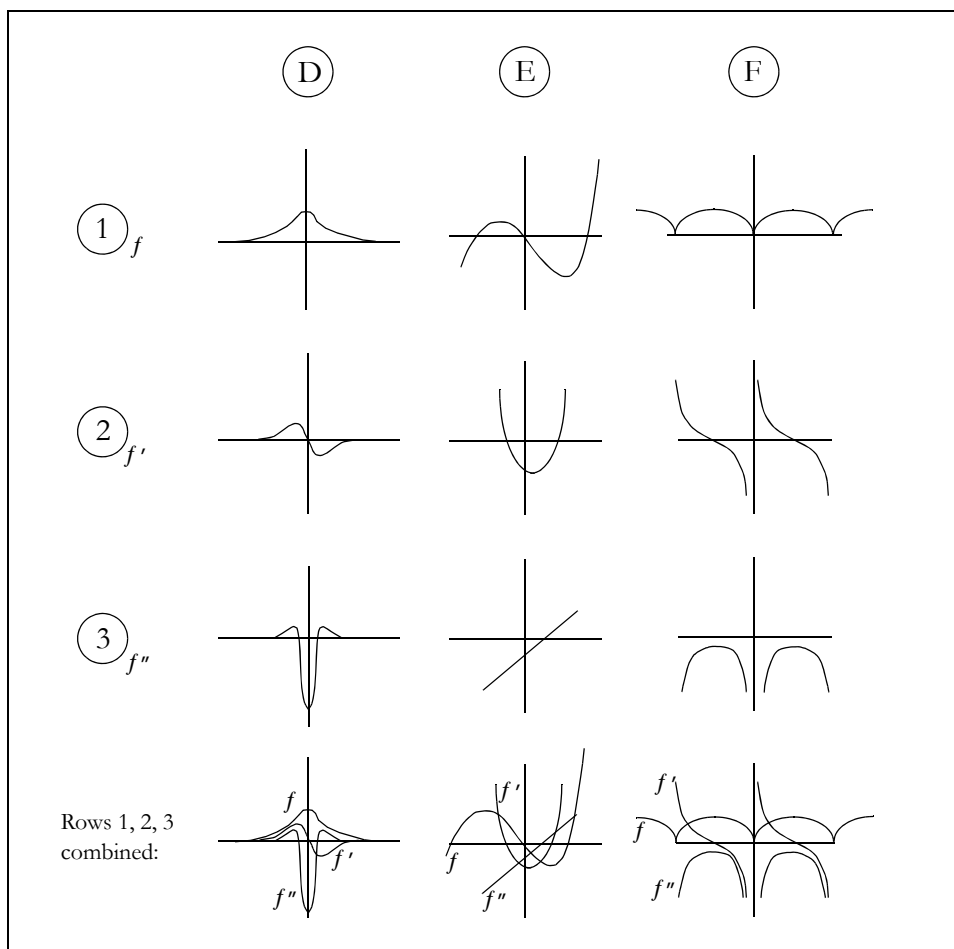 D E F
1 f
2 f'
3 f"
f f' f' f'
Rows 1, 2, 3 f
combined: f' f f" f"
f"